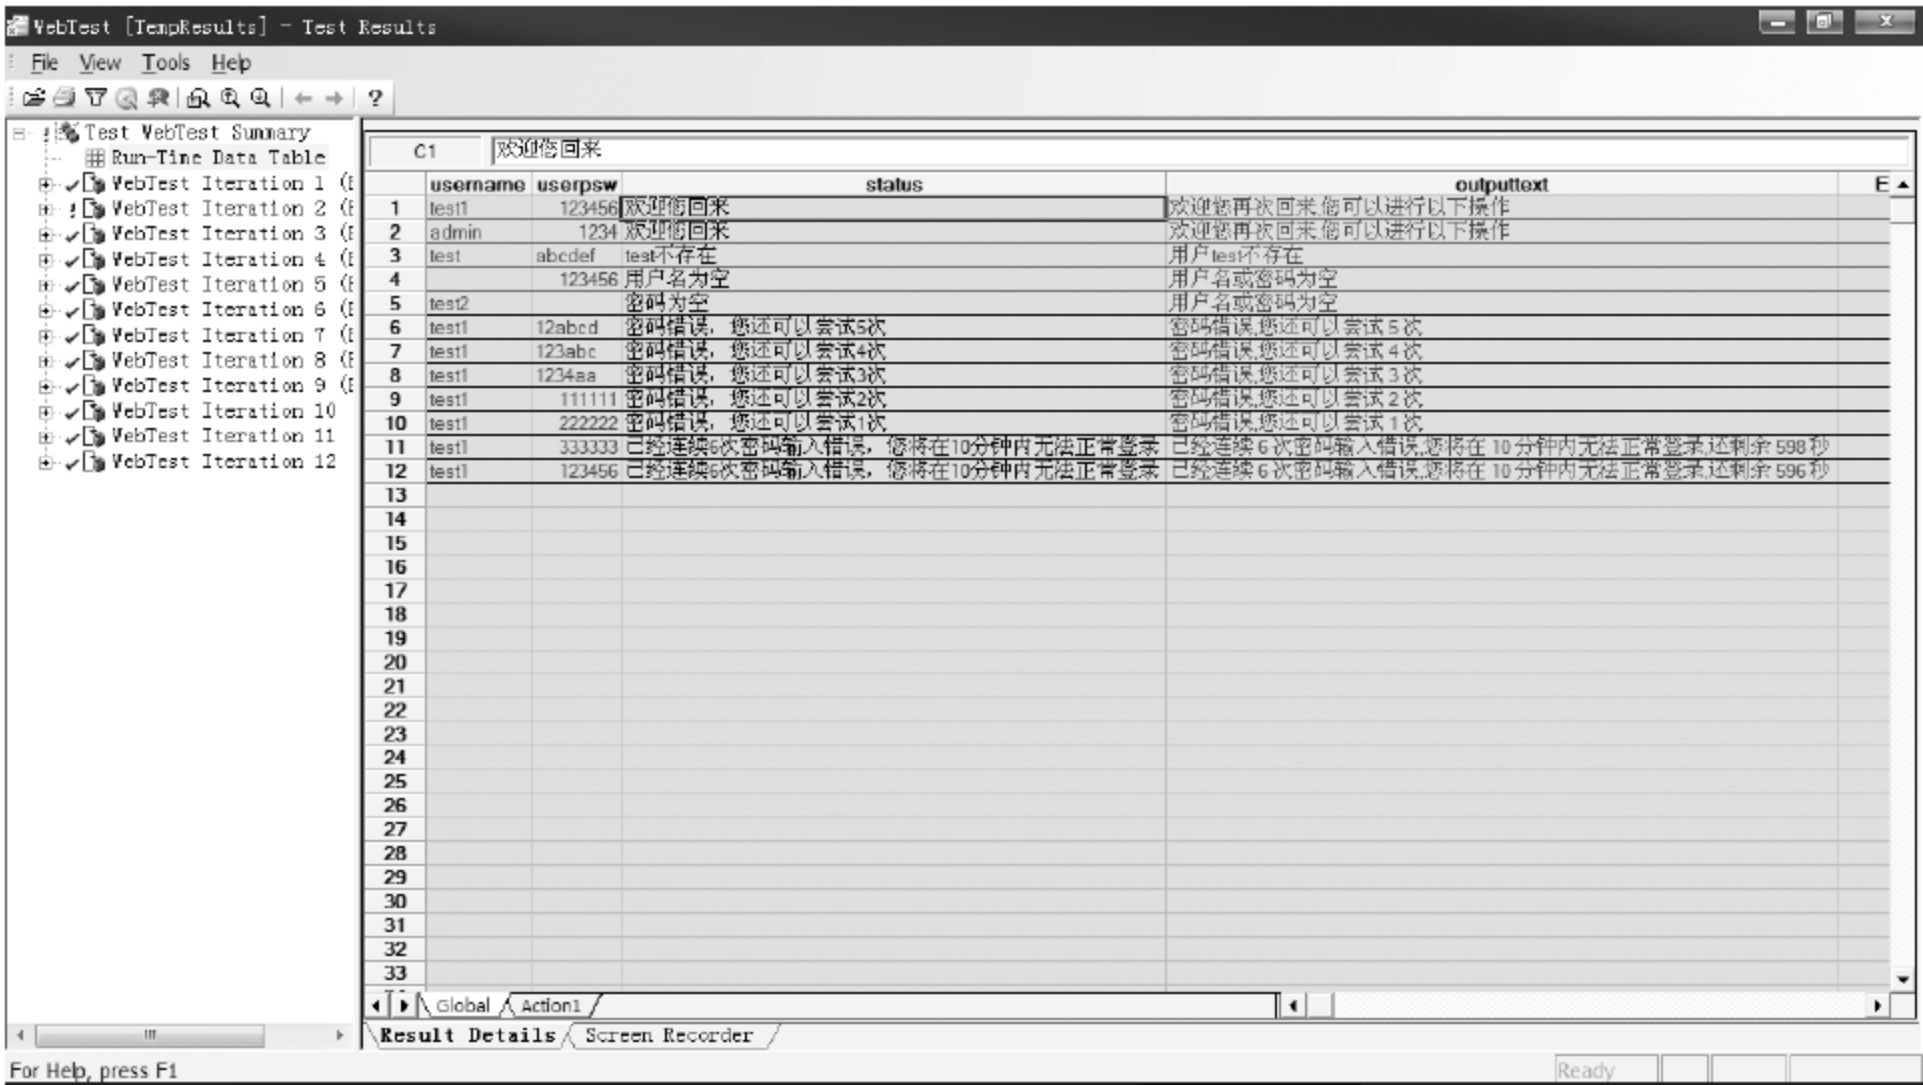 WebTest [TempResults] - Test Results
File View Tools Help
Test WebTest Summary
Run-Time Data Table
WebTest Iteration 1 (
WebTest Iteration 2 (
WebTest Iteration 3 (
WebTest Iteration 4 (
WebTest Iteration 5 (
WebTest Iteration 6 (
WebTest Iteration 7 (
WebTest Iteration 8 (
WebTest Iteration 9 (
WebTest Iteration 10
WebTest Iteration 11
WebTest Iteration 12
C1 欢迎您回来
username userpsw status outputtext E
1 test1 123456 欢迎您回来 欢迎您再次回来,您可以进行以下操作
2 admin 1234 欢迎您回来 欢迎您再次回来,您可以进行以下操作
3 test abcdef test不存在 用户test不存在
4 123456 用户名为空 用户名或密码为空
5 test2 密码为空 用户名或密码为空
6 test1 12abcd 密码错误，您还可以尝试5次 密码错误,您还可以尝试 5 次
7 test1 123abc 密码错误，您还可以尝试4次 密码错误,您还可以尝试 4 次
8 test1 1234aa 密码错误，您还可以尝试3次 密码错误,您还可以尝试 3 次
9 test1 111111 密码错误，您还可以尝试2次 密码错误,您还可以尝试 2 次
10 test1 222222 密码错误，您还可以尝试1次 密码错误,您还可以尝试 1 次
11 test1 333333 已经连续6次密码输入错误，您将在10分钟内无法正常登录 已经连续 6 次密码输入错误,您将在 10 分钟内无法正常登录,还剩余 598 秒
12 test1 123456 已经连续6次密码输入错误，您将在10分钟内无法正常登录 已经连续 6 次密码输入错误,您将在 10 分钟内无法正常登录,还剩余 596 秒
13
14
15
16
17
18
19
20
21
22
23
24
25
26
27
28
29
30
31
32
33
Global Action1
Result Details Screen Recorder
For Help, press F1 Ready